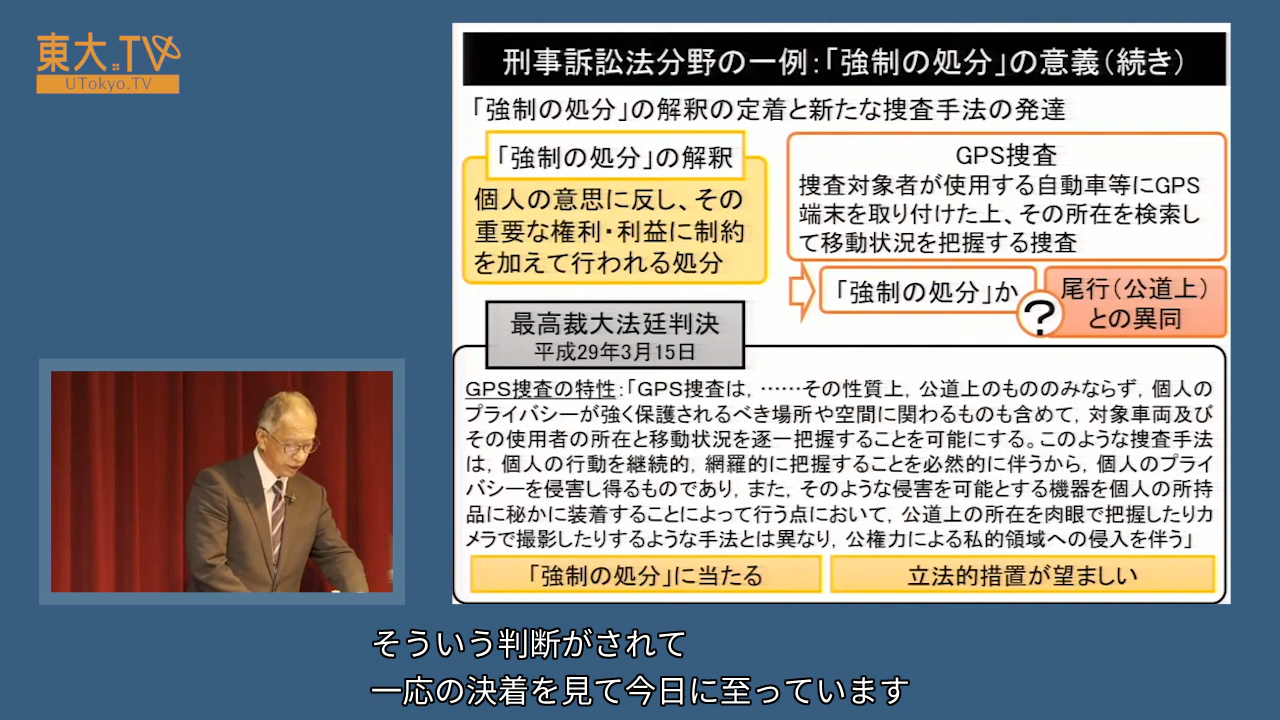 東大.TV
UTokyo.TV
刑事訴訟法分野の一例：「強制の処分」の意義（続き）
「強制の処分」の解釈の定着と新たな捜査手法の発達
「強制の処分」の解釈
個人の意思に反し、その
重要な権利・利益に制約
を加えて行われる処分
GPS捜査
捜査対象者が使用する自動車等にGPS
端末を取り付けた上、その所在を検索し
て移動状況を把握する捜査
「強制の処分」か
？
尾行（公道上）
との異同
最高裁大法廷判決
平成29年3月15日
GPS捜査の特性：「GPS捜査は，……その性質上，公道上のもののみならず，個人の
プライバシーが強く保護されるべき場所や空間に関わるものも含めて，対象車両及び
その使用者の所在と移動状況を逐一把握することを可能にする。このような捜査手法
は，個人の行動を継続的，網羅的に把握することを必然的に伴うから，個人のプライ
バシーを侵害し得るものであり，また，そのような侵害を可能とする機器を個人の所持
品に秘かに装着することによって行う点において，公道上の所在を肉眼で把握したりカ
メラで撮影したりするような手法とは異なり，公権力による私的領域への侵入を伴う」
「強制の処分」に当たる
立法的措置が望ましい
そういう判断がされて
一応の決着を見て今日に至っています